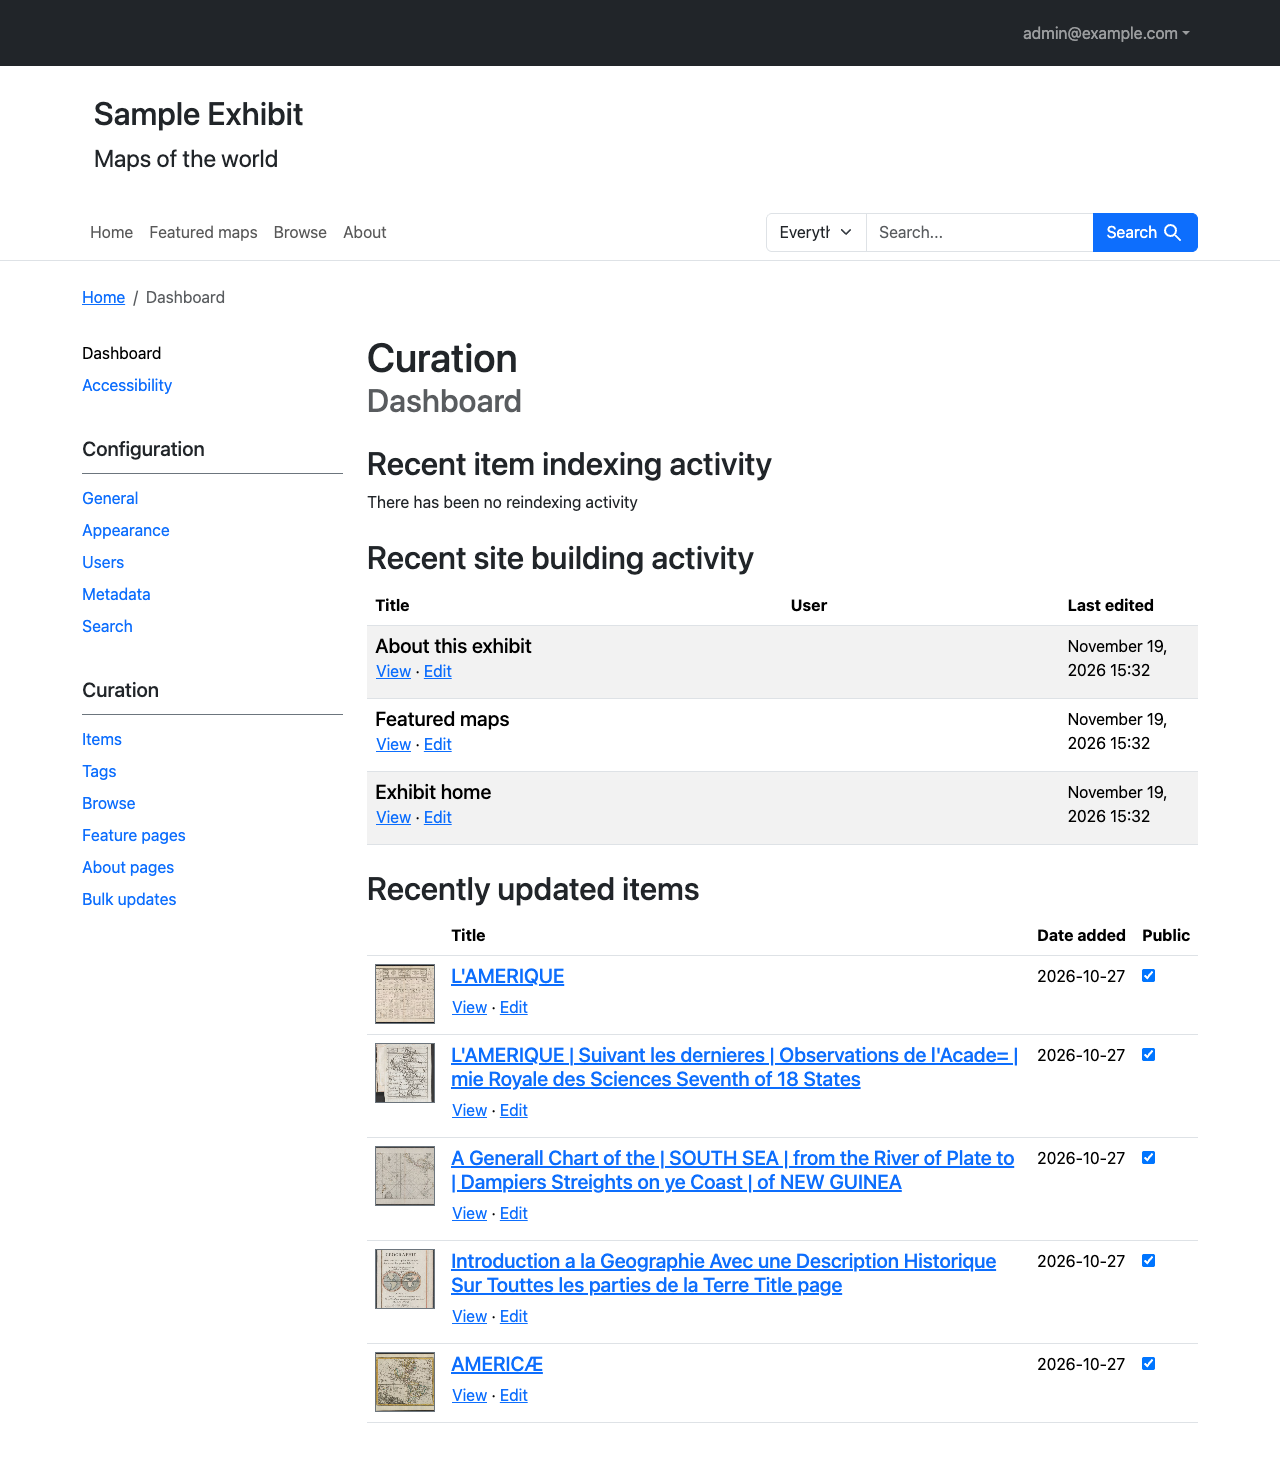 admin@example.com
Sample Exhibit
Maps of the world
Home
Featured maps
Browse
About
Search...
Search
Home / Dashboard
Dashboard
Accessibility
Configuration
General
Appearance
Users
Metadata
Search
Curation
Items
Tags
Browse
Feature pages
About pages
Bulk updates
Curation
Dashboard
Recent item indexing activity
There has been no reindexing activity
Recent site building activity
Title User Last edited
About this exhibit
View · Edit
November 19,
2026 15:32
Featured maps
View · Edit
November 19,
2026 15:32
Exhibit home
View · Edit
November 19,
2026 15:32
Recently updated items
Title Date added Public
L'AMERIQUE
View · Edit
2026-10-27
L'AMERIQUE | Suivant les dernieres | Observations de l'Acade= |
mie Royale des Sciences Seventh of 18 States
View · Edit
2026-10-27
A Generall Chart of the | SOUTH SEA | from the River of Plate to
| Dampiers Streights on ye Coast | of NEW GUINEA
View · Edit
2026-10-27
Introduction a la Geographie Avec une Description Historique
Sur Touttes les parties de la Terre Title page
View · Edit
2026-10-27
AMERICÆ
View · Edit
2026-10-27